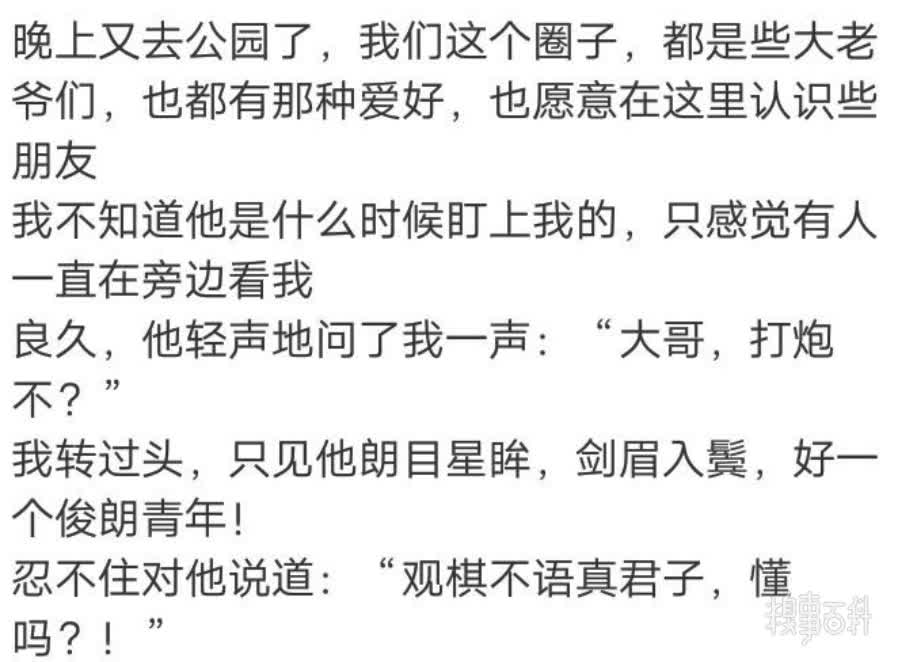 晚上又去公园了，我们这个圈子，都是些大老
爷们，也都有那种爱好，也愿意在这里认识些
朋友
我不知道他是什么时候盯上我的，只感觉有人
一直在旁边看我
良久，他轻声地问了我一声：“大哥，打炮
不？”
我转过头，只见他朗目星眸，剑眉入鬓，好一
个俊朗青年！
忍不住对他说道：“观棋不语真君子，懂
吗？！”
糗事百科